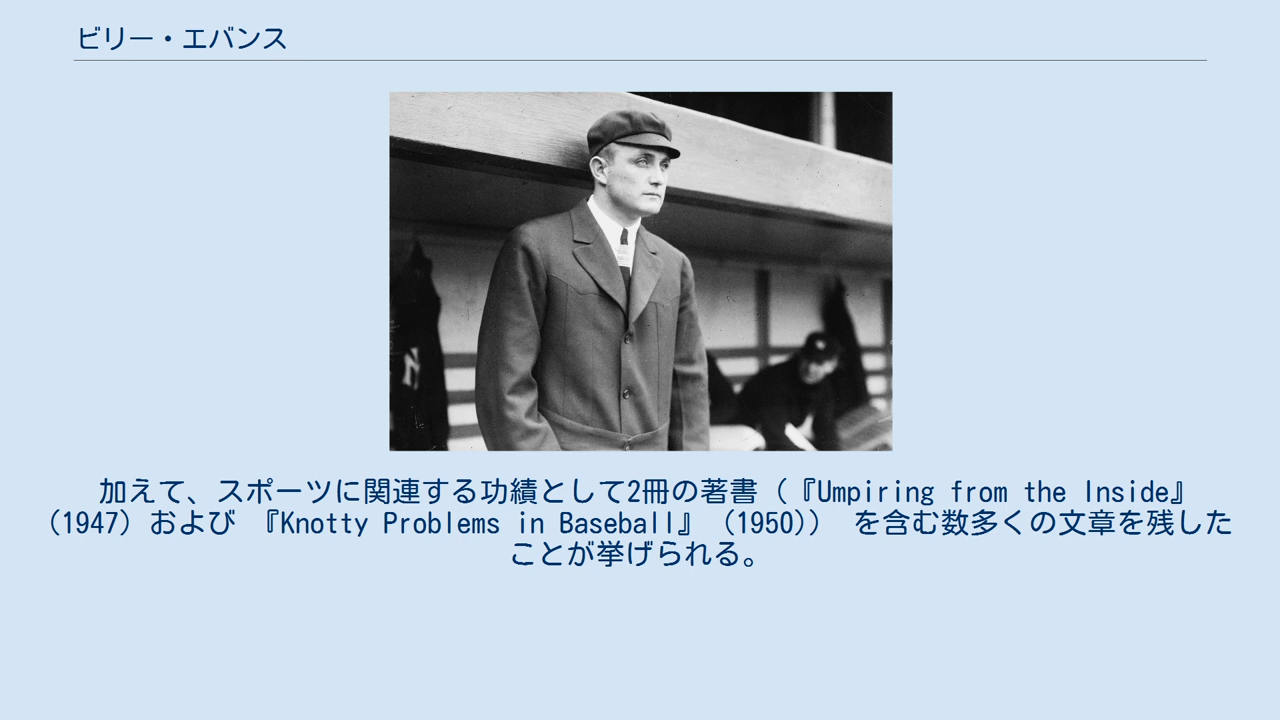 ビリー・エバンス
加えて、スポーツに関連する功績として2冊の著書（『Umpiring from the Inside』
（1947）および 『Knotty Problems in Baseball』 （1950）） を含む数多くの文章を残した
ことが挙げられる。